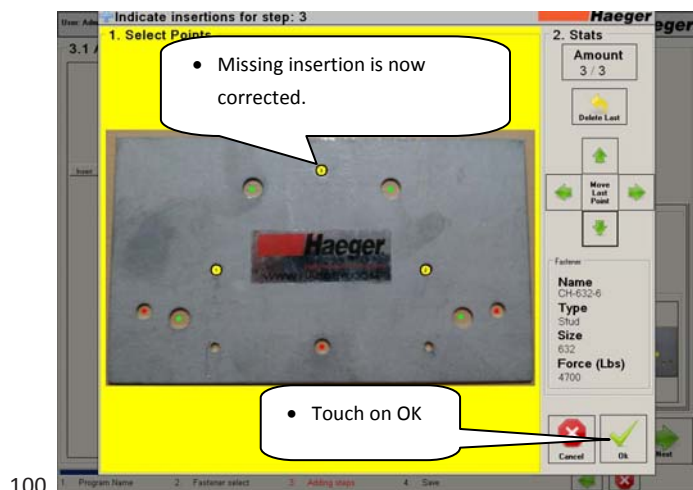 Indicate insertions for step: 3
Haeger
eger
User: Adm
3.1 A
1. Select Points
2. Stats
Amount
3 / 3
• Missing insertion is now
corrected.
Delete Last
Insert
Move
Last
Point
Haeger
Fastener
Name
CH-632-6
Type
Stud
Size
632
Force (Lbs)
4700
• Touch on OK
Cancel
Ok
Next
100
1. Program Name
2. Fastener select
3. Adding steps
4. Save